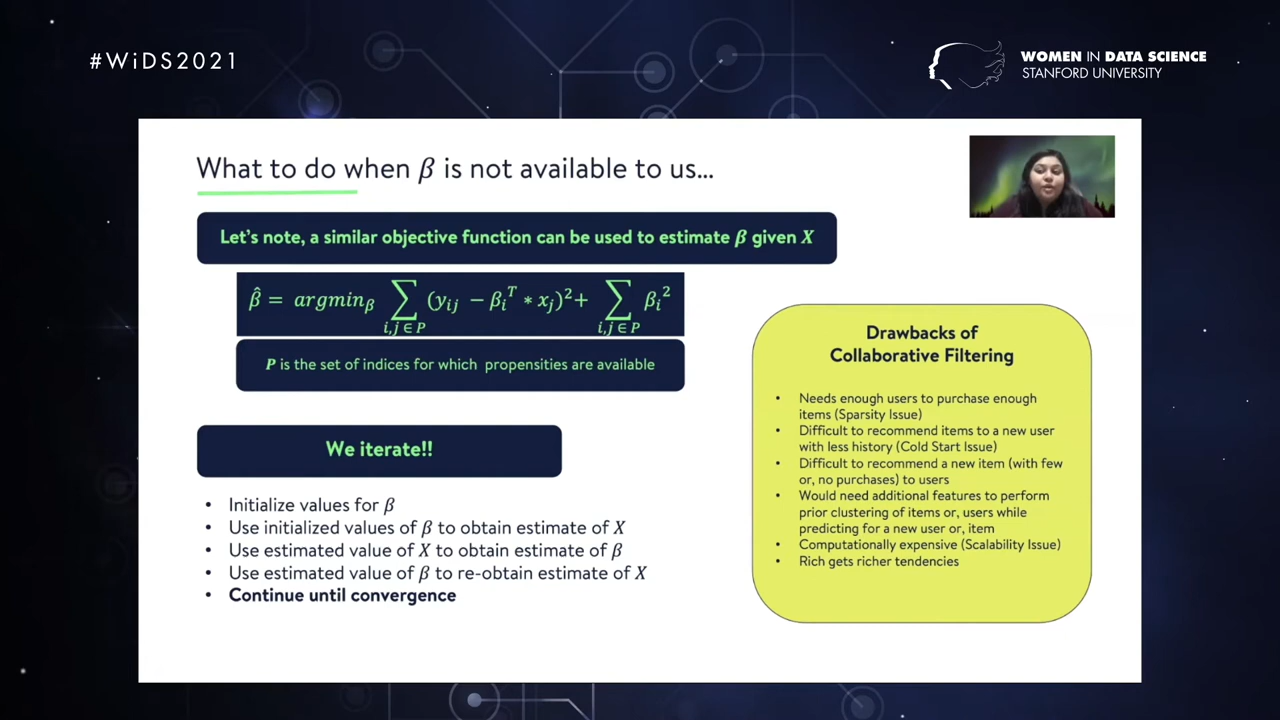 #WiDS2021
WOMEN IN DATA SCIENCE
STANFORD UNIVERSITY
What to do when β is not available to us...
Let's note, a similar objective function can be used to estimate β given X
β̂ = argminβ ∑ (yij − βiᵀ * xj)² + ∑ βi²
i,j ∈ P i,j ∈ P
P is the set of indices for which propensities are available
We iterate!!
• Initialize values for β
• Use initialized values of β to obtain estimate of X
• Use estimated value of X to obtain estimate of β
• Use estimated value of β to re-obtain estimate of X
• Continue until convergence
Drawbacks of
Collaborative Filtering
• Needs enough users to purchase enough
items (Sparsity Issue)
• Difficult to recommend items to a new user
with less history (Cold Start Issue)
• Difficult to recommend a new item (with few
or, no purchases) to users
• Would need additional features to perform
prior clustering of items or, users while
predicting for a new user or, item
• Computationally expensive (Scalability Issue)
• Rich gets richer tendencies